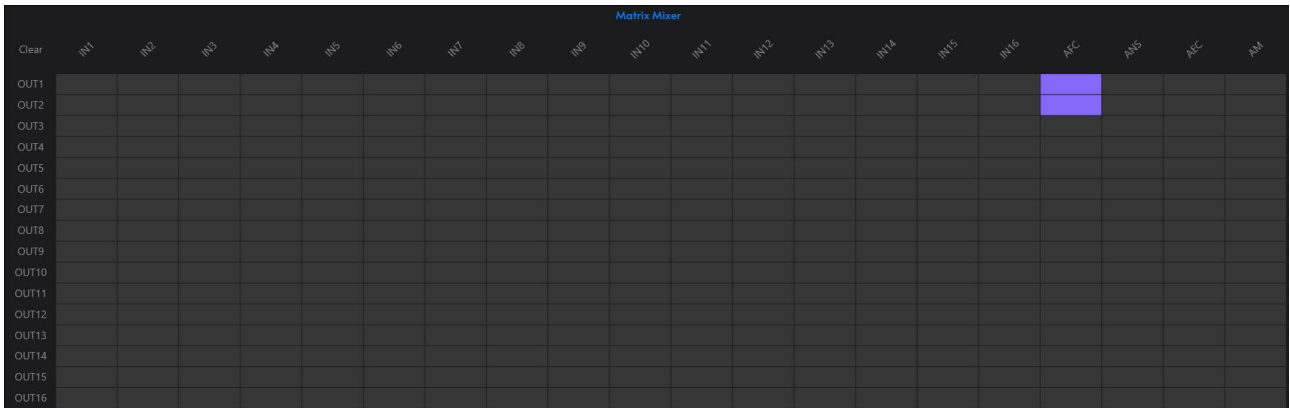 Matrix Mixer
Clear IN1 IN2 IN3 IN4 IN5 IN6 IN7 IN8 IN9 IN10 IN11 IN12 IN13 IN14 IN15 IN16 AFC ANS AEC AM
OUT1
OUT2
OUT3
OUT4
OUT5
OUT6
OUT7
OUT8
OUT9
OUT10
OUT11
OUT12
OUT13
OUT14
OUT15
OUT16